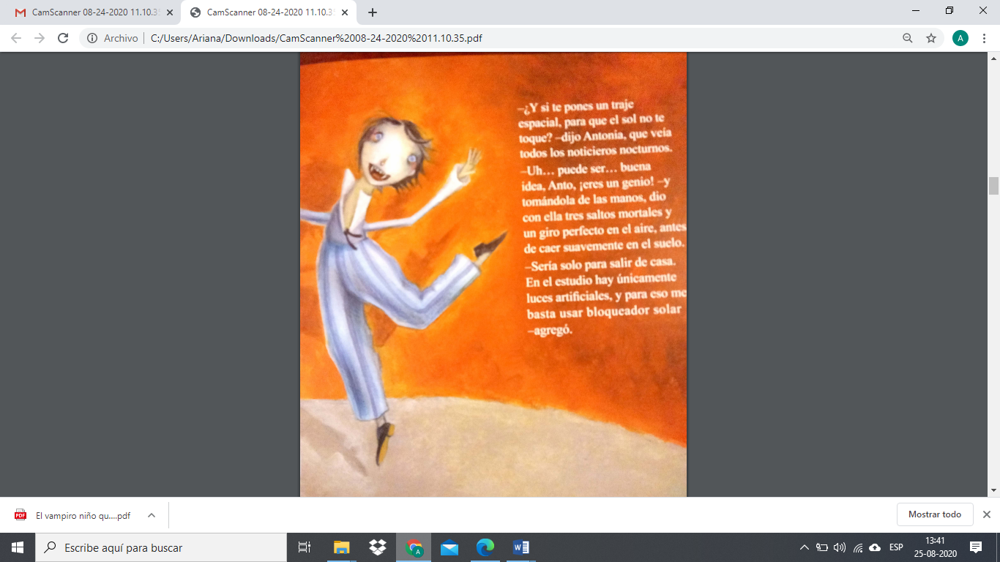 CamScanner 08-24-2020 11.10.3
CamScanner 08-24-2020 11.10.3
Archivo
C:/Users/Ariana/Downloads/CamScanner%2008-24-2020%2011.10.35.pdf
A
–¿Y si te pones un traje
espacial, para que el sol no te
toque? –dijo Antonia, que veía
todos los noticieros nocturnos.
–Uh... puede ser... buena
idea, Anto, ¡eres un genio! –y
tomándola de las manos, dio
con ella tres saltos mortales y
un giro perfecto en el aire, antes
de caer suavemente en el suelo.
–Sería solo para salir de casa.
En el estudio hay únicamente
luces artificiales, y para eso me
basta usar bloqueador solar
–agregó.
PDF
El vampiro niño qu....pdf
Mostrar todo
Escribe aquí para buscar
A
W
ESP
13:41
25-08-2020